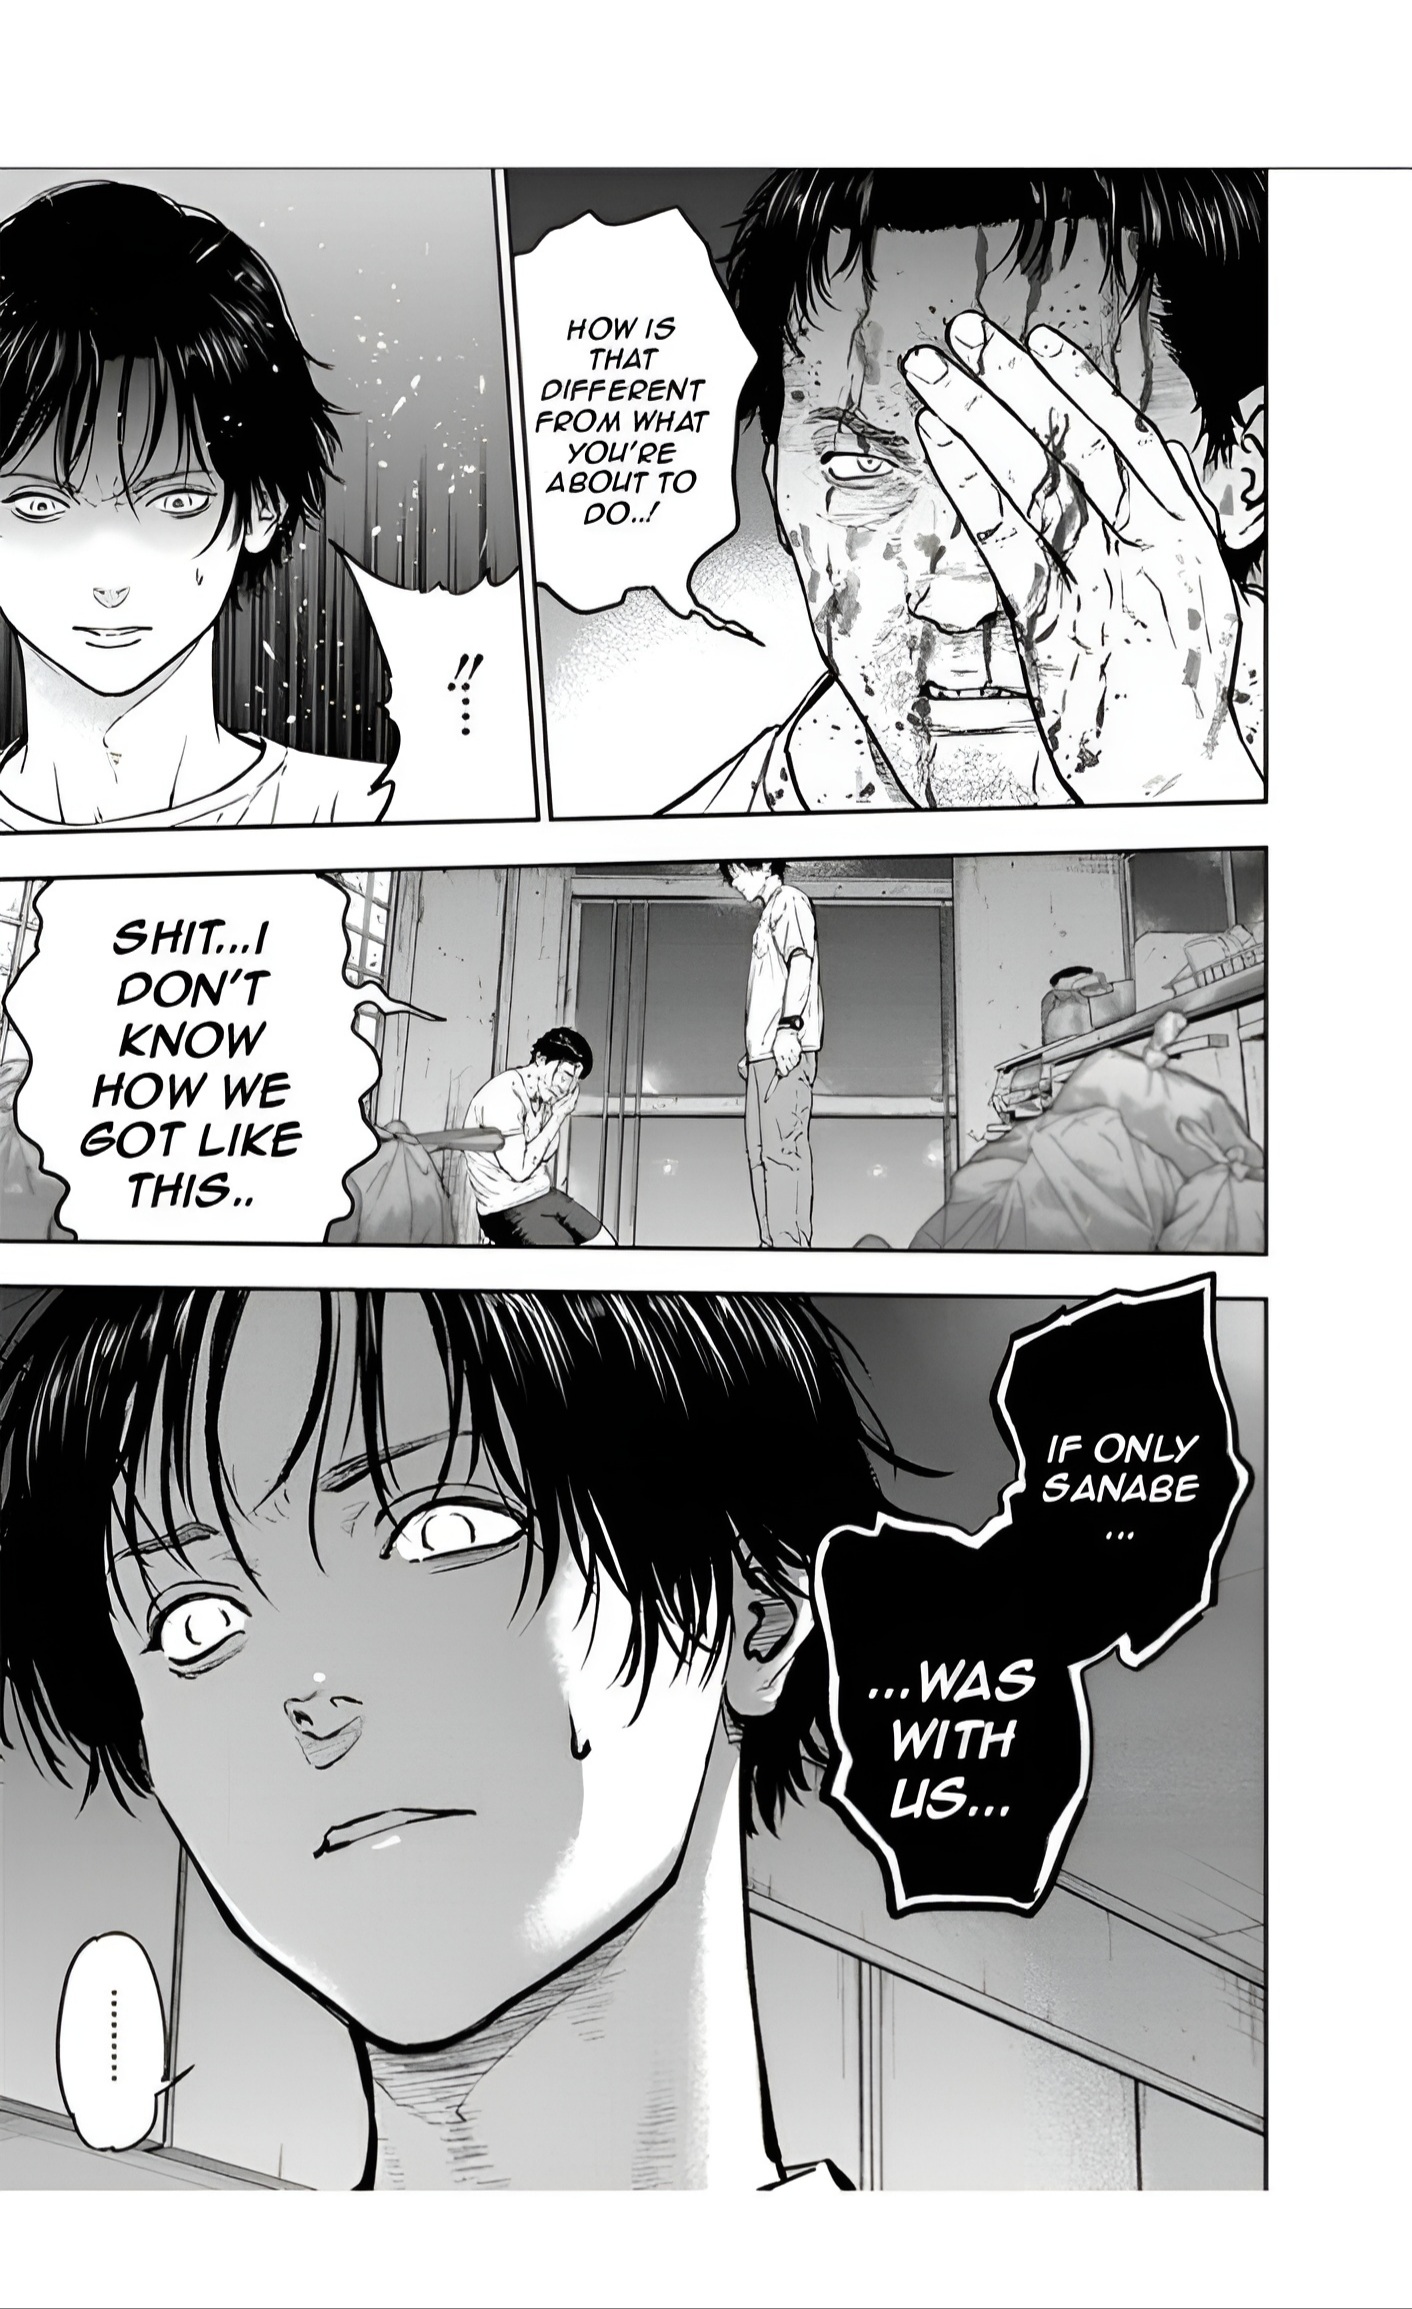 HOW IS
THAT
DIFFERENT
FROM WHAT
YOU'RE
ABOUT TO
DO..!
!!....
SHIT...I
DON'T
KNOW
HOW WE
GOT LIKE
THIS..
IF ONLY
SANABE
...
...WAS
WITH
US...
.........